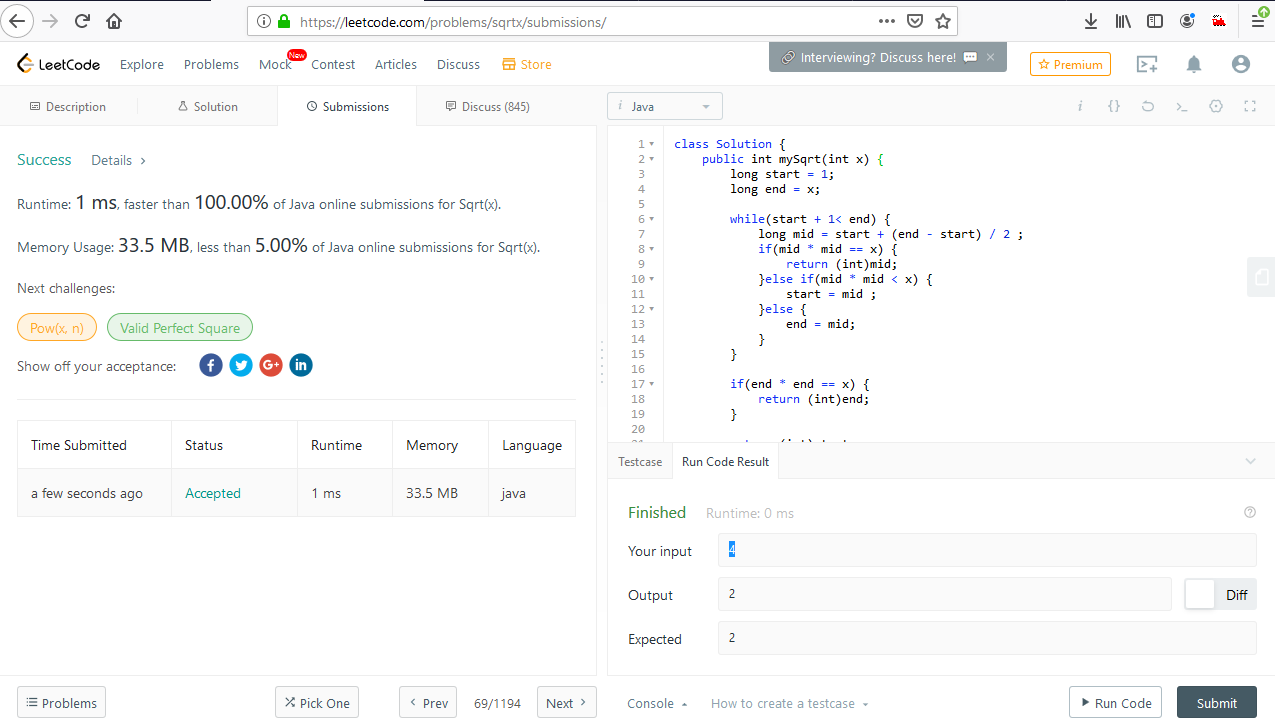 https://leetcode.com/problems/sqrtx/submissions/
LeetCode Explore Problems Mock New Contest Articles Discuss Store
Interviewing? Discuss here! ×
Premium
Description Solution Submissions Discuss (845)
Success Details >
Runtime: 1 ms, faster than 100.00% of Java online submissions for Sqrt(x).
Memory Usage: 33.5 MB, less than 5.00% of Java online submissions for Sqrt(x).
Next challenges:
Pow(x, n) Valid Perfect Square
Show off your acceptance: f G+ in
Time Submitted Status Runtime Memory Language
a few seconds ago Accepted 1 ms 33.5 MB java
Problems Pick One < Prev 69/1194 Next >
i Java
i {}
1 class Solution {
2 public int mySqrt(int x) {
3 long start = 1;
4 long end = x;
5
6 while(start + 1< end) {
7 long mid = start + (end - start) / 2 ;
8 if(mid * mid == x) {
9 return (int)mid;
10 }else if(mid * mid < x) {
11 start = mid ;
12 }else {
13 end = mid;
14 }
15 }
16
17 if(end * end == x) {
18 return (int)end;
19 }
20
Testcase Run Code Result
Finished Runtime: 0 ms
Your input 4
Output 2 Diff
Expected 2
Console How to create a testcase Run Code Submit